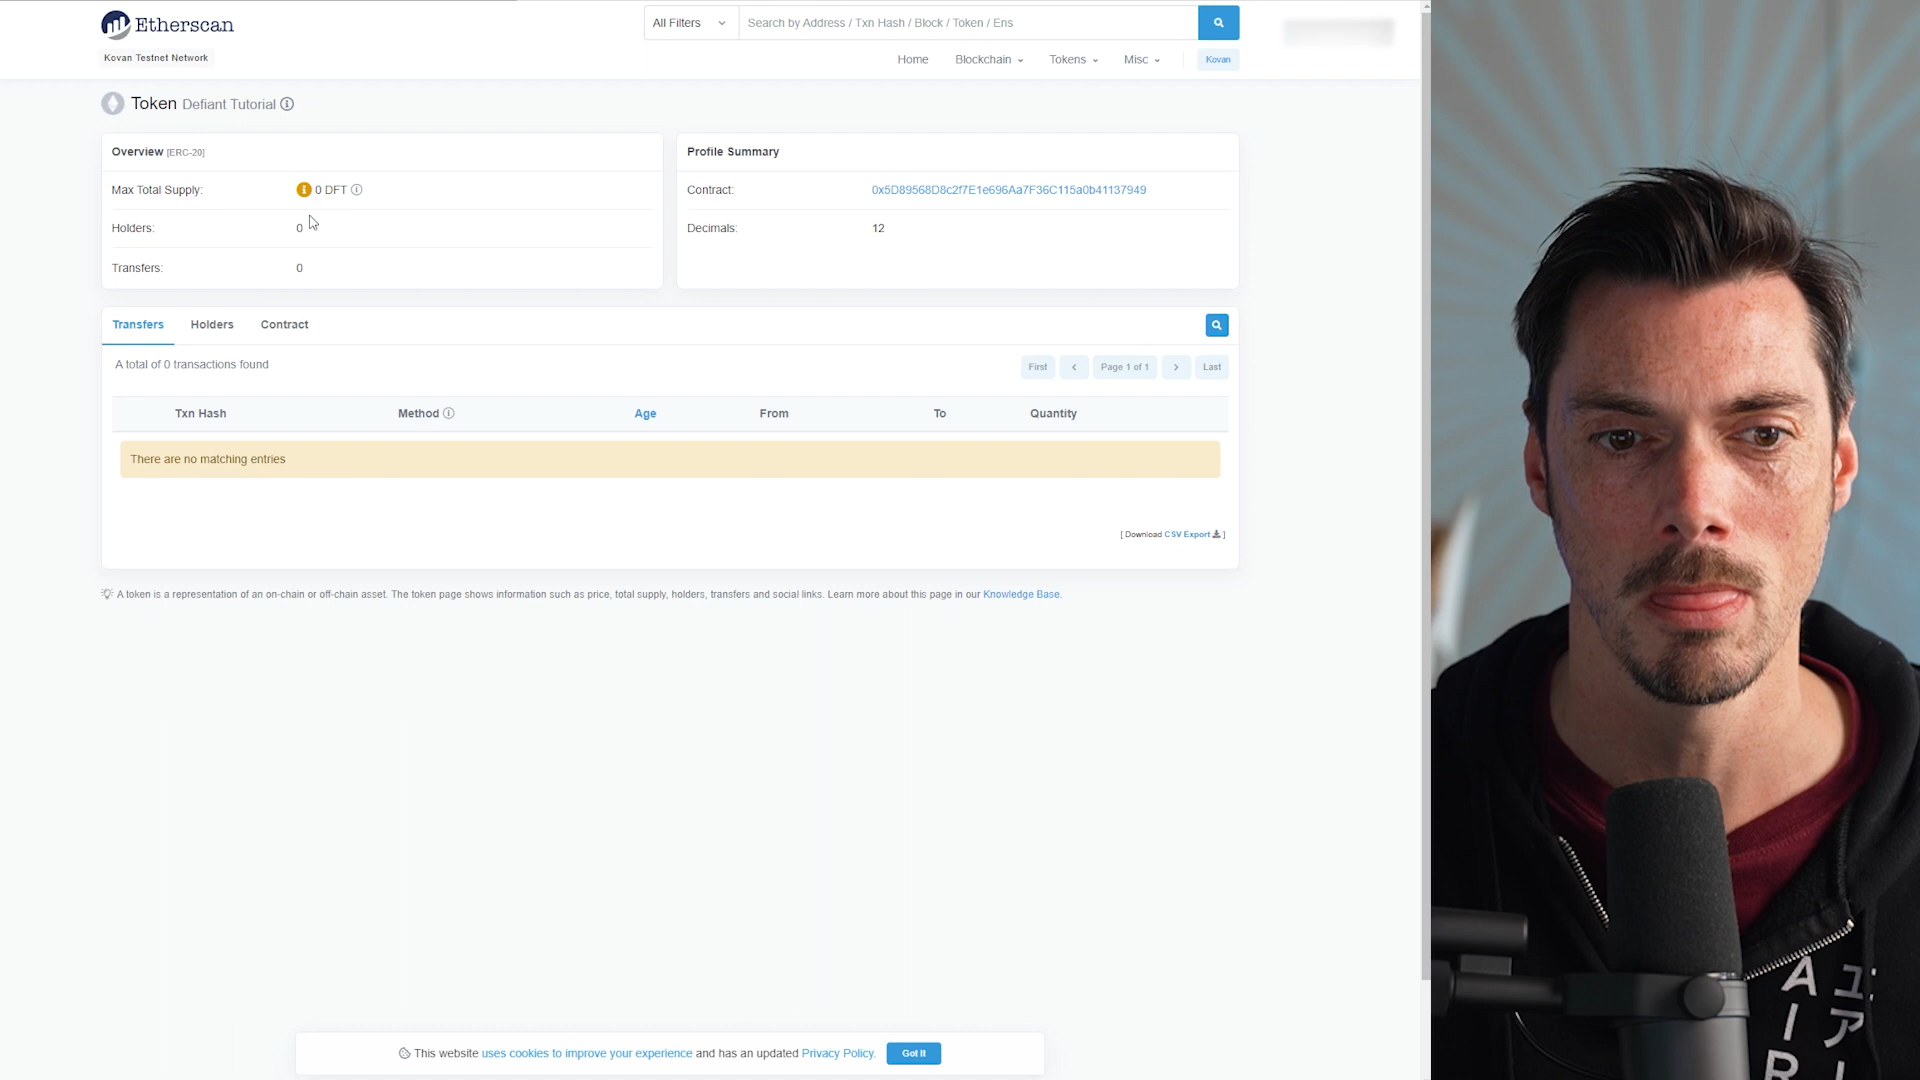 Etherscan
All Filters
Search by Address / Txn Hash / Block / Token / Ens
Kovan Testnet Network
Home
Blockchain
Tokens
Misc
Kovan
Token Defiant Tutorial
Overview [ERC-20]
Max Total Supply:
0 DFT
Holders:
0
Transfers:
0
Profile Summary
Contract:
0x5D89568D8c2f7E1e696Aa7F36C115a0b41137949
Decimals:
12
Transfers
Holders
Contract
A total of 0 transactions found
First
Page 1 of 1
Last
Txn Hash
Method
Age
From
To
Quantity
There are no matching entries
[ Download CSV Export ]
A token is a representation of an on-chain or off-chain asset. The token page shows information such as price, total supply, holders, transfers and social links. Learn more about this page in our Knowledge Base.
This website uses cookies to improve your experience and has an updated Privacy Policy.
Got It
AIR
ユア